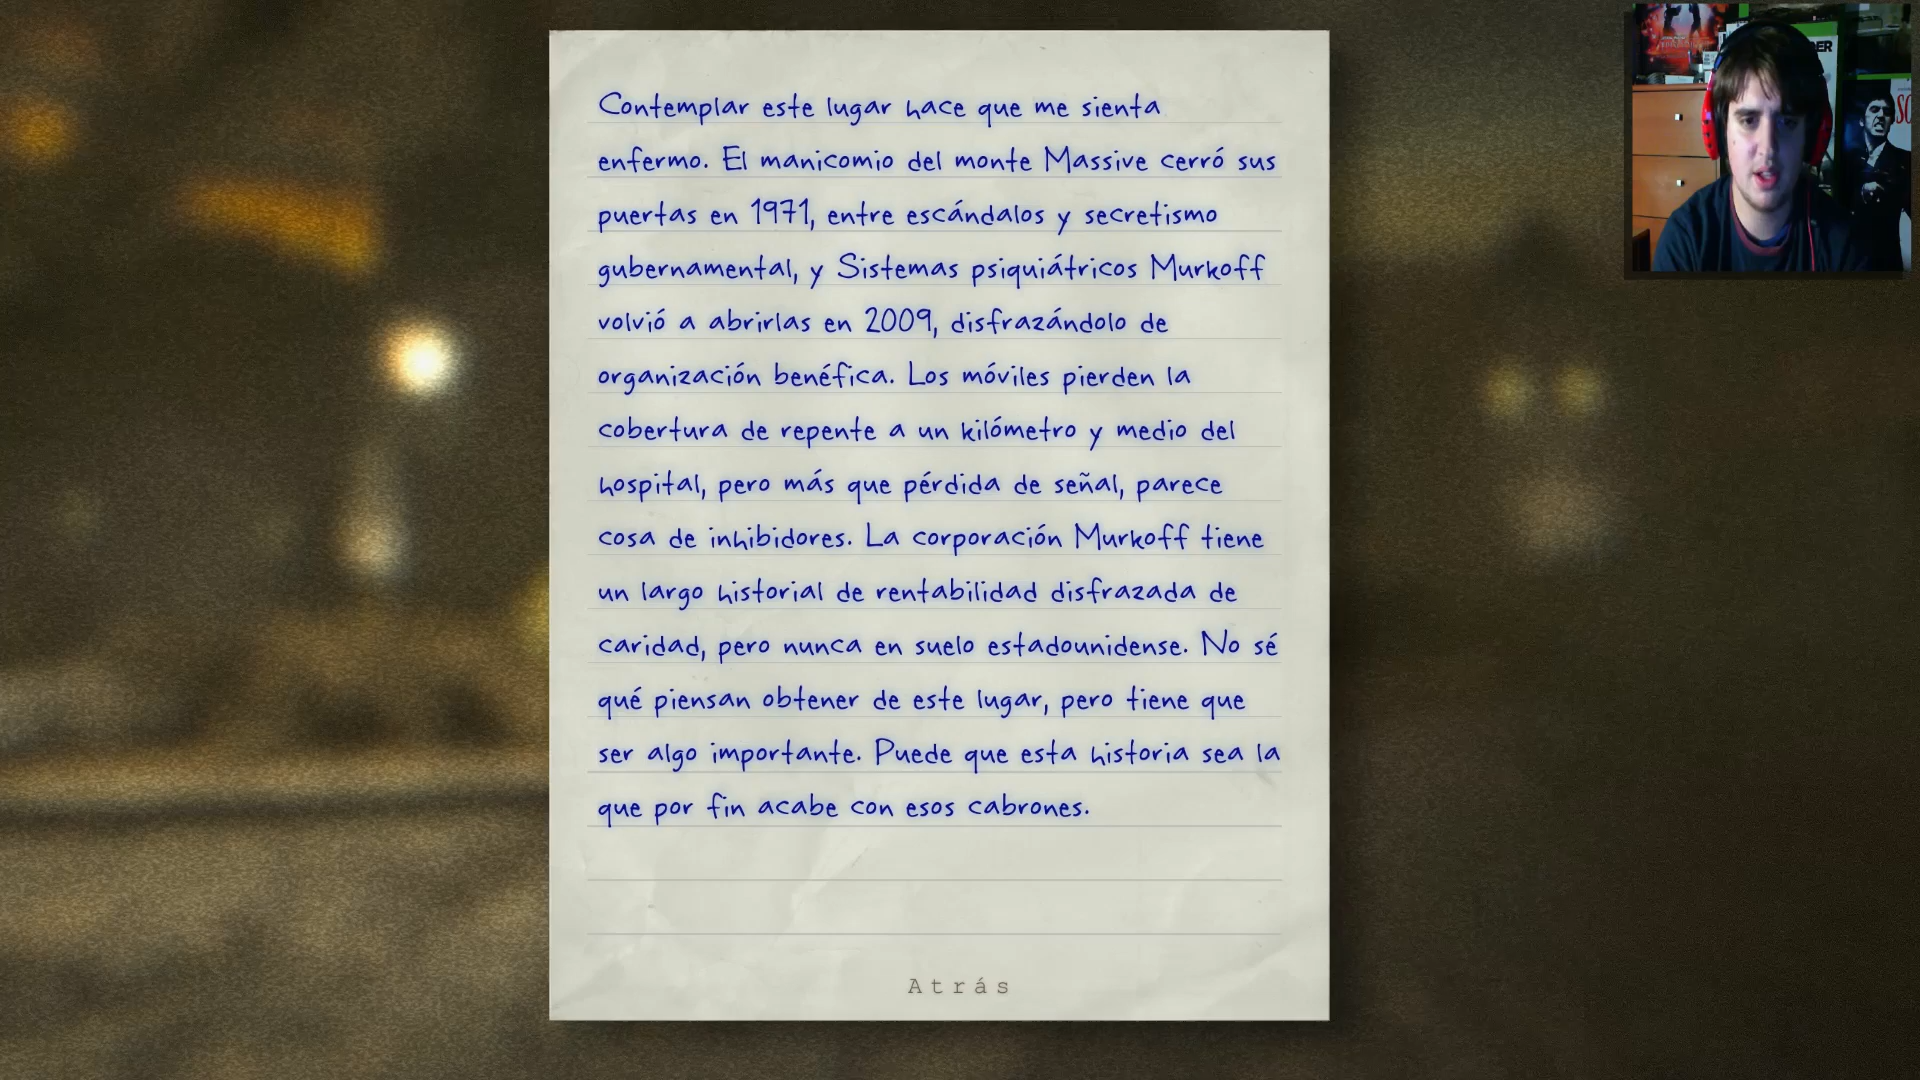 Contemplar este lugar hace que me sienta
enfermo. El manicomio del monte Massive cerró sus
puertas en 1971, entre escándalos y secretismo
gubernamental, y Sistemas psiquiátricos Murkoff
volvió a abrirlas en 2009, disfrazándolo de
organización benéfica. Los móviles pierden la
cobertura de repente a un kilómetro y medio del
hospital, pero más que pérdida de señal, parece
cosa de inhibidores. La corporación Murkoff tiene
un largo historial de rentabilidad disfrazada de
caridad, pero nunca en suelo estadounidense. No sé
qué piensan obtener de este lugar, pero tiene que
ser algo importante. Puede que esta historia sea la
que por fin acabe con esos cabrones.
Atrás